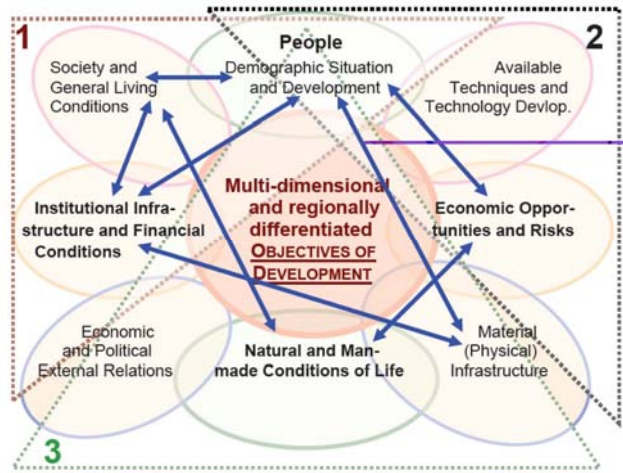 1
People
2
Society and
General Living
Conditions
Demographic Situation
and Development
Available
Techniques and
Technology Devlop.
Multi-dimensional
and regionally
differentiated
OBJECTIVES OF
DEVELOPMENT
Institutional Infra-
structure and Financial
Conditions
Economic Oppor-
tunities and Risks
Economic
and Political
External Relations
Natural and Man-
made Conditions of Life
Material
(Physical)
Infrastructure
3